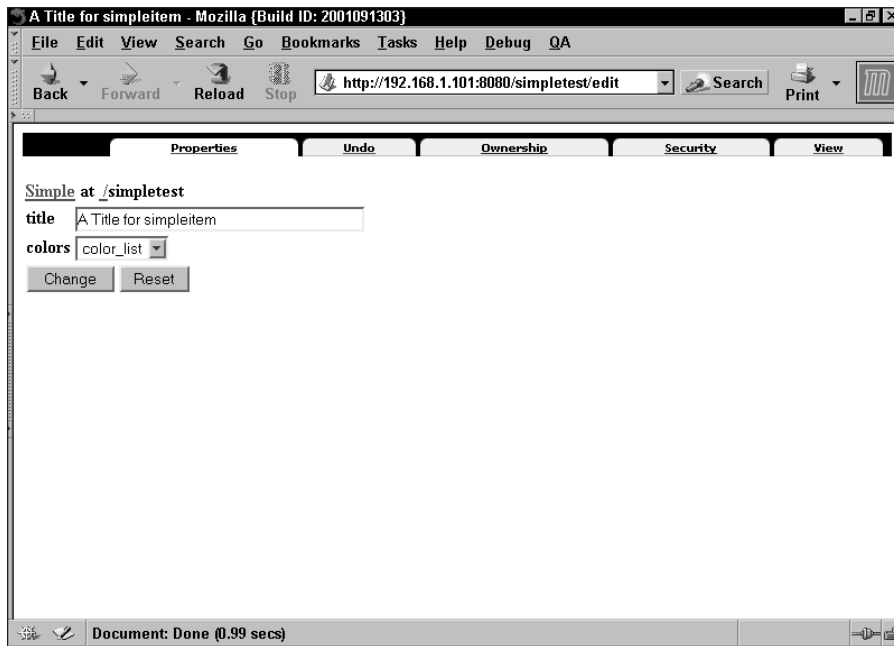 A Title for simpleitem - Mozilla {Build ID: 2001091303}
File Edit View Search Go Bookmarks Tasks Help Debug QA
Back Forward Reload Stop http://192.168.1.101:8080/simpletest/edit Search Print
Properties Undo Ownership Security View
Simple at /simpletest
title A Title for simpleitem
colors color_list
Change Reset
Document: Done (0.99 secs)